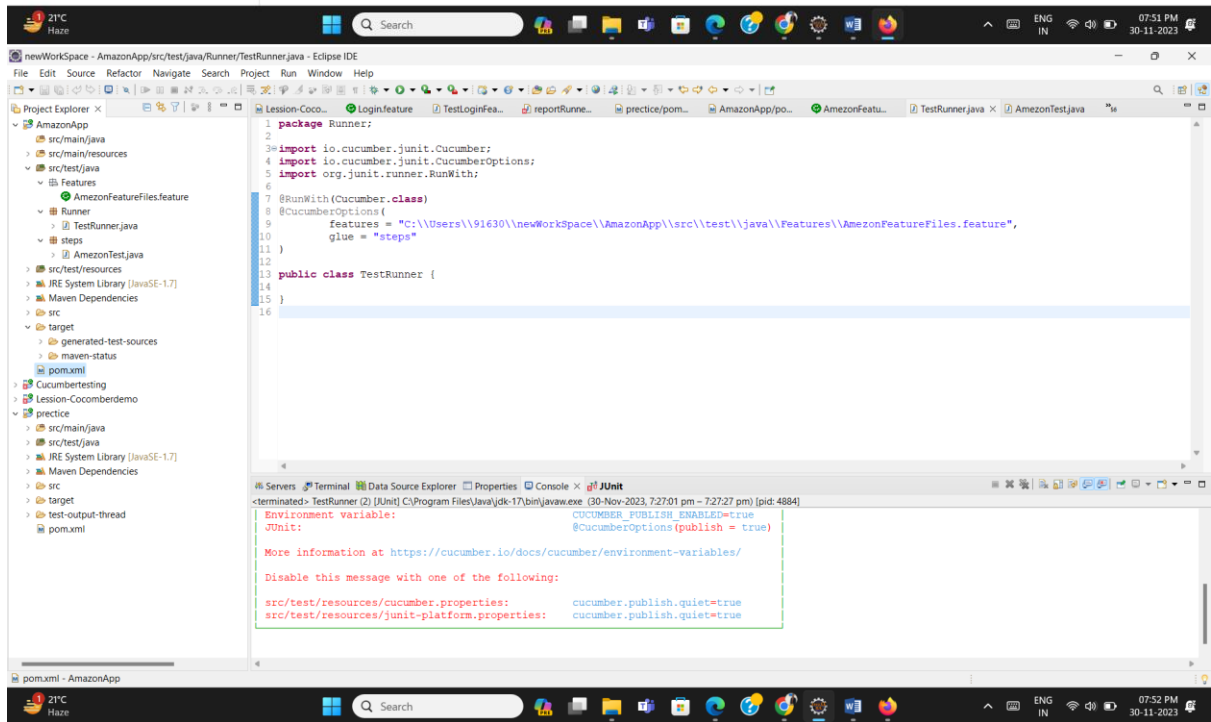 21°C
Haze
Search
ENG
IN
07:51 PM
30-11-2023
newWorkSpace - AmazonApp/src/test/java/Runner/TestRunner.java - Eclipse IDE
File Edit Source Refactor Navigate Search Project Run Window Help
Project Explorer ×
Lession-Coco...
Login.feature
TestLoginFea...
reportRunne...
prectice/pom...
AmazonApp/po...
AmezonFeatu...
TestRunner.java ×
AmezonTest.java
AmazonApp
src/main/java
src/main/resources
src/test/java
Features
AmezonFeatureFiles.feature
Runner
TestRunner.java
steps
AmezonTest.java
src/test/resources
JRE System Library [JavaSE-1.7]
Maven Dependencies
src
target
generated-test-sources
maven-status
pom.xml
Cucumbertesting
Lession-Cocomberdemo
prectice
src/main/java
src/test/java
JRE System Library [JavaSE-1.7]
Maven Dependencies
src
target
test-output-thread
pom.xml
1 package Runner;
2
3 import io.cucumber.junit.Cucumber;
4 import io.cucumber.junit.CucumberOptions;
5 import org.junit.runner.RunWith;
6
7 @RunWith(Cucumber.class)
8 @CucumberOptions(
9 features = "C:\\Users\\91630\\newWorkSpace\\AmazonApp\\src\\test\\java\\Features\\AmezonFeatureFiles.feature",
10 glue = "steps"
11 )
12
13 public class TestRunner {
14
15 }
16
Servers Terminal Data Source Explorer Properties Console × JUnit
<terminated> TestRunner (2) [JUnit] C:\Program Files\Java\jdk-17\bin\javaw.exe (30-Nov-2023, 7:27:01 pm – 7:27:27 pm) [pid: 4884]
Environment variable: CUCUMBER_PUBLISH_ENABLED=true
JUnit: @CucumberOptions(publish = true)
More information at https://cucumber.io/docs/cucumber/environment-variables/
Disable this message with one of the following:
src/test/resources/cucumber.properties: cucumber.publish.quiet=true
src/test/resources/junit-platform.properties: cucumber.publish.quiet=true
pom.xml - AmazonApp
21°C
Haze
Search
ENG
IN
07:52 PM
30-11-2023